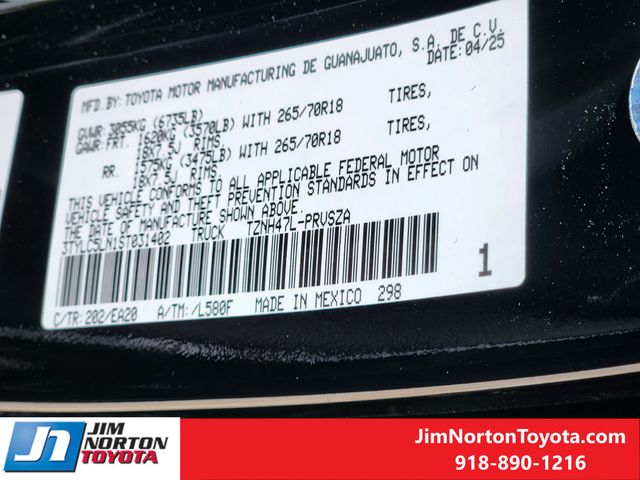 MFD.BY:TOYOTA MOTOR MANUFACTURING DE GUANAJUATO, S.A. DE C.V.
DATE:04/25
GVWR:3055KG (6735LB)
GAWR:FRT. 1620KG (3570LB) WITH 265/70R18 TIRES,
18X7.5J RIMS,
RR. 1575KG (3475LB) WITH 265/70R18 TIRES,
18X7.5J RIMS,
THIS VEHICLE CONFORMS TO ALL APPLICABLE FEDERAL MOTOR
VEHICLE SAFETY AND THEFT PREVENTION STANDARDS IN EFFECT ON
THE DATE OF MANUFACTURE SHOWN ABOVE.
3TYLC5LN1ST031402 TRUCK TZNH47L-PRVSZA
1
C/TR:202/EA20 A/TM:/L580F MADE IN MEXICO 298
JIM
NORTON
TOYOTA
JimNortonToyota.com
918-890-1216